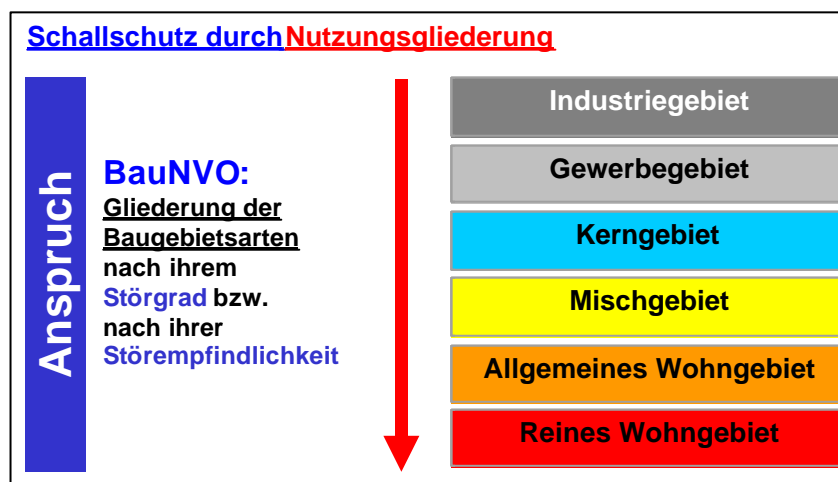 Schallschutz durch Nutzungsgliederung
Anspruch
BauNVO:
Gliederung der
Baugebietsarten
nach ihrem
Störgrad bzw.
nach ihrer
Störempfindlichkeit
Industriegebiet
Gewerbegebiet
Kerngebiet
Mischgebiet
Allgemeines Wohngebiet
Reines Wohngebiet